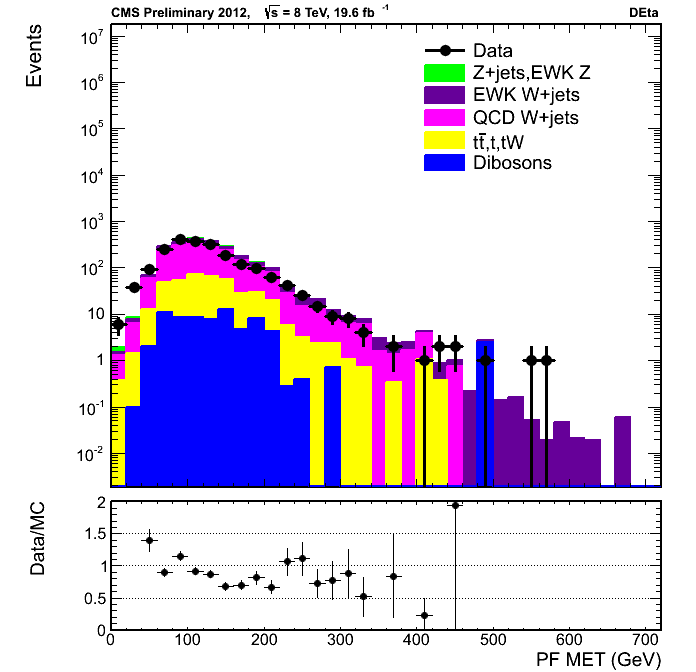 CMS Preliminary 2012, √s = 8 TeV, 19.6 fb⁻¹ DEta
Events
10⁷
10⁶
10⁵
10⁴
10³
10²
10
1
10⁻¹
10⁻²
Data
Z+jets,EWK Z
EWK W+jets
QCD W+jets
tt̅,t,tW
Dibosons
Data/MC
2
1.5
1
0.5
0
0 100 200 300 400 500 600 700
PF MET (GeV)